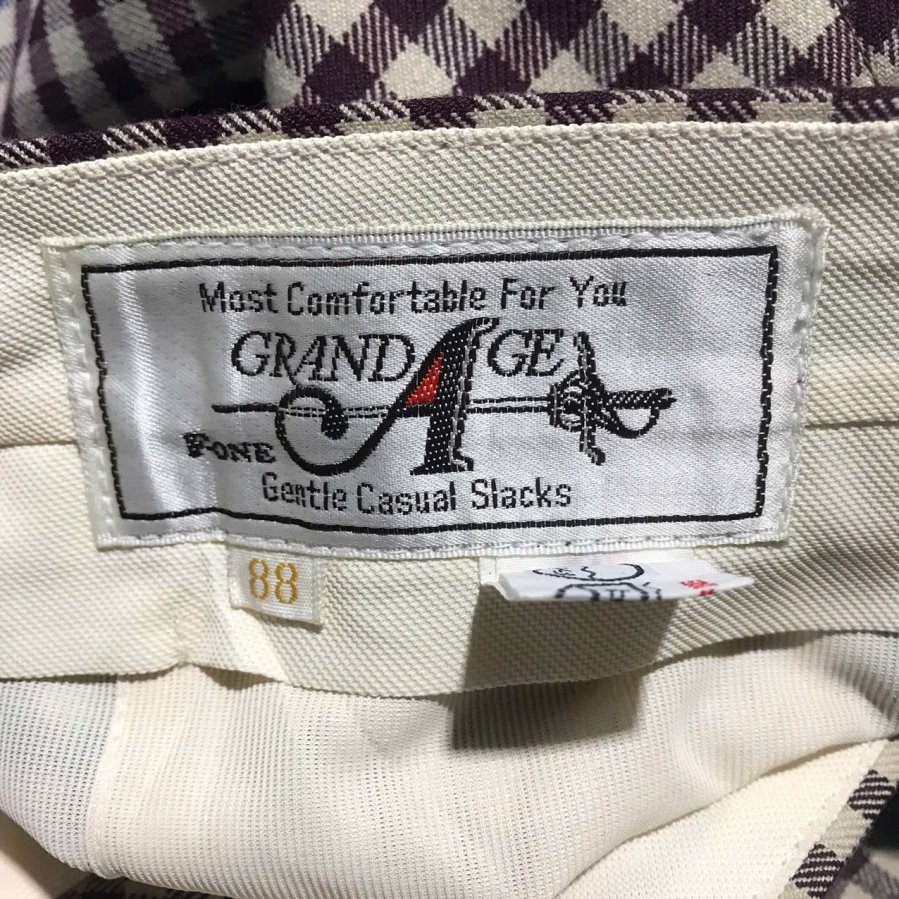 Most Comfortable For You
GRAND AGE
F-ONE
Gentle Casual Slacks
88